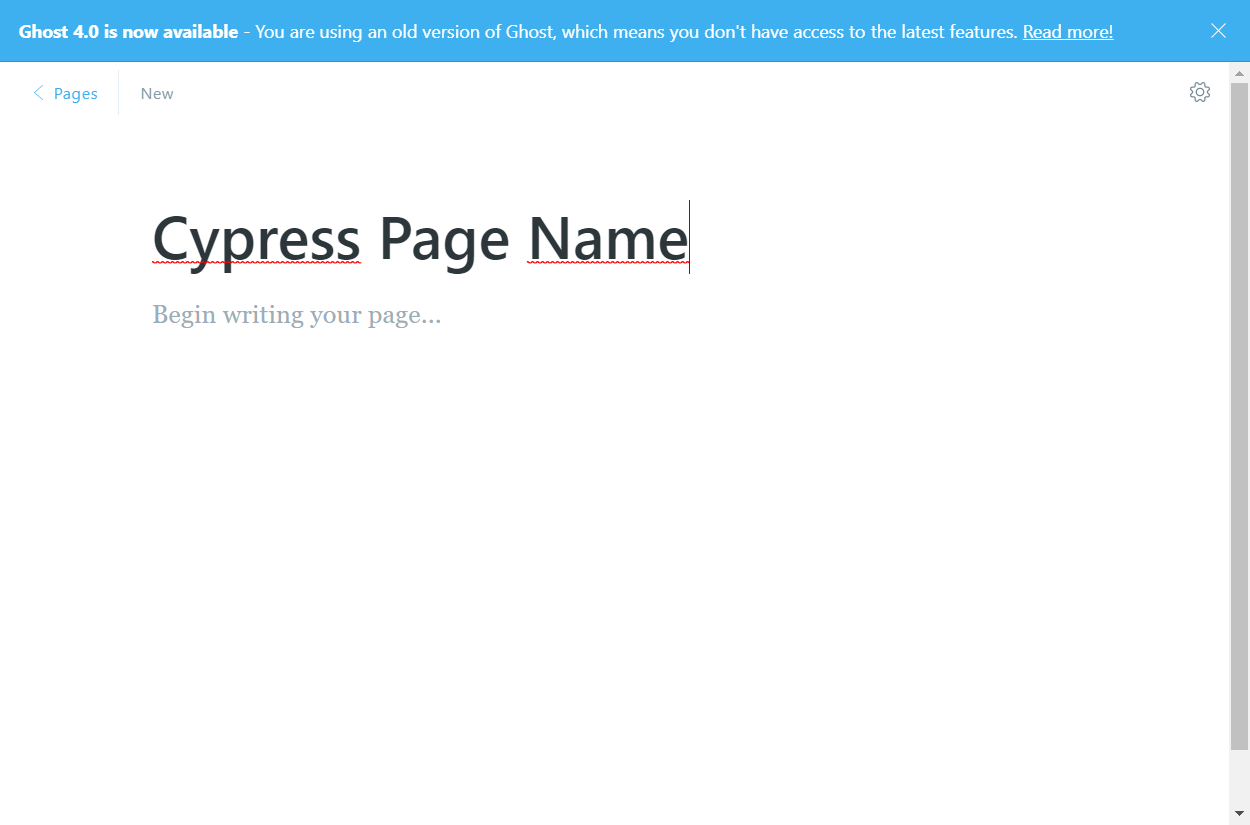 Ghost 4.0 is now available - You are using an old version of Ghost, which means you don't have access to the latest features. Read more!
Pages New
Cypress Page Name
Begin writing your page...